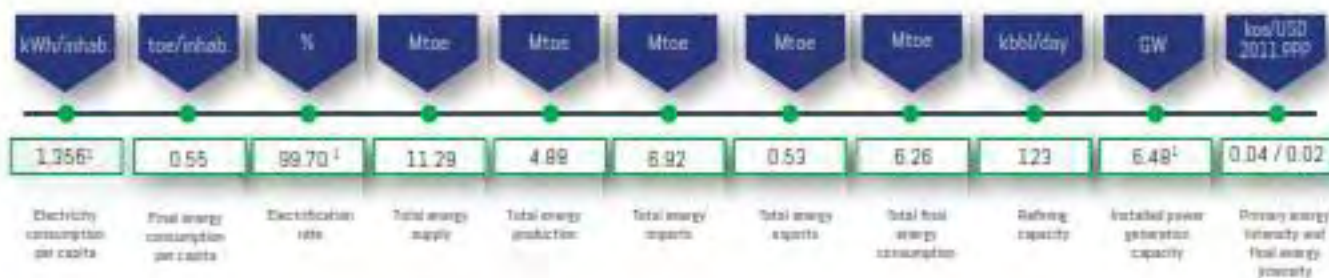 kWh/inhab.
toe/inhab.
%
Mtoe
Mtoe
Mtoe
Mtoe
Mtoe
kbbl/day
GW
koe/USD
2011 PPP
1,356¹
0.55
99.70 ¹
11.29
4.89
6.92
0.53
6.26
123
6.48¹
0.04 / 0.02
Electricity
consumption
per capita
Final energy
consumption
per capita
Electrification
rate
Total energy
supply
Total energy
production
Total energy
imports
Total energy
exports
Total final
energy
consumption
Refining
capacity
Installed power
generation
capacity
Primary energy
intensity and
final energy
intensity